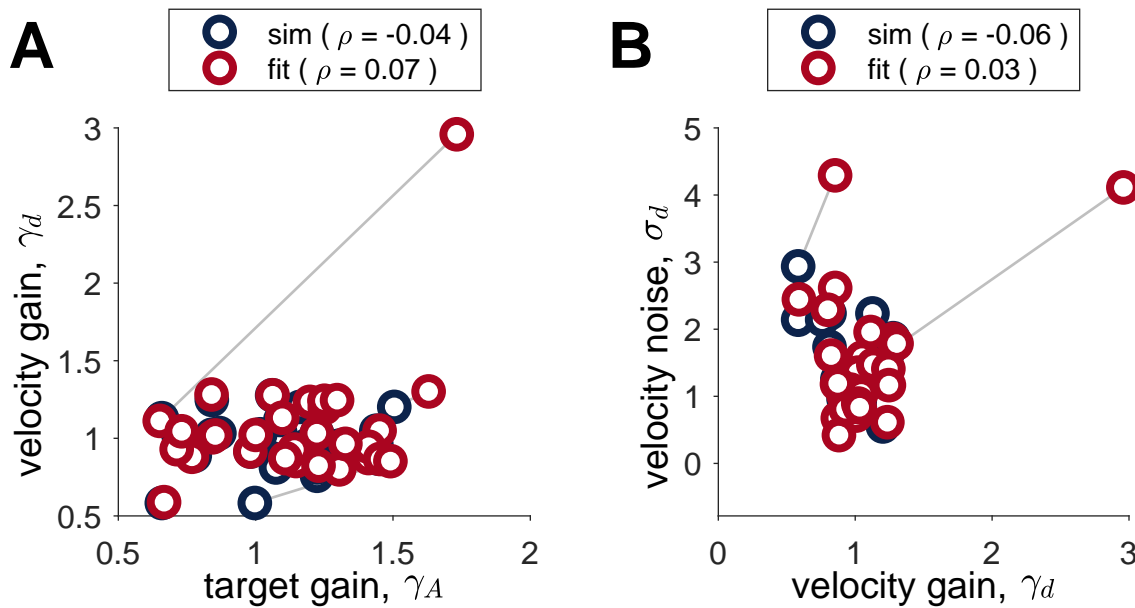 A
sim ( ρ = -0.04 )
fit ( ρ = 0.07 )
3
2.5
2
1.5
1
0.5
velocity gain, γd
0.5
1
1.5
2
target gain, γA
B
sim ( ρ = -0.06 )
fit ( ρ = 0.03 )
5
4
3
2
1
0
velocity noise, σd
0
1
2
3
velocity gain, γd